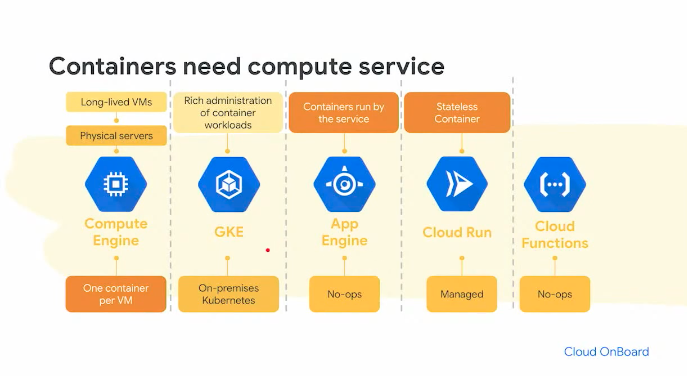 Containers need compute service
Long-lived VMs
Physical servers
Compute
Engine
One container
per VM
Rich administration
of container
workloads
GKE
On-premises
Kubernetes
Containers run by
the service
App
Engine
No-ops
Stateless
Container
Cloud Run
Managed
Cloud
Functions
No-ops
Cloud OnBoard